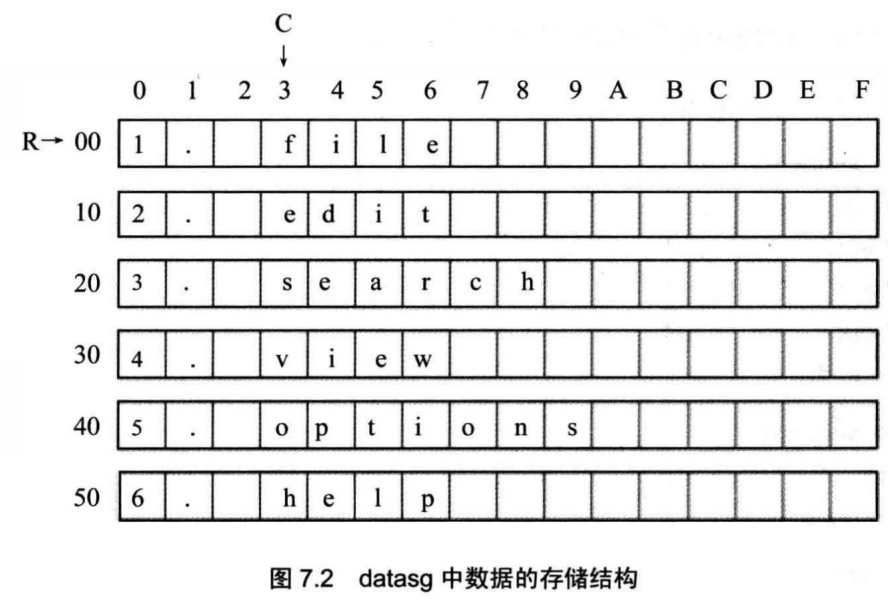 C
↓
0 1 2 3 4 5 6 7 8 9 A B C D E F
R→ 00 1 . f i l e
10 2 . e d i t
20 3 . s e a r c h
30 4 . v i e w
40 5 . o p t i o n s
50 6 . h e l p
图 7.2 datasg 中数据的存储结构